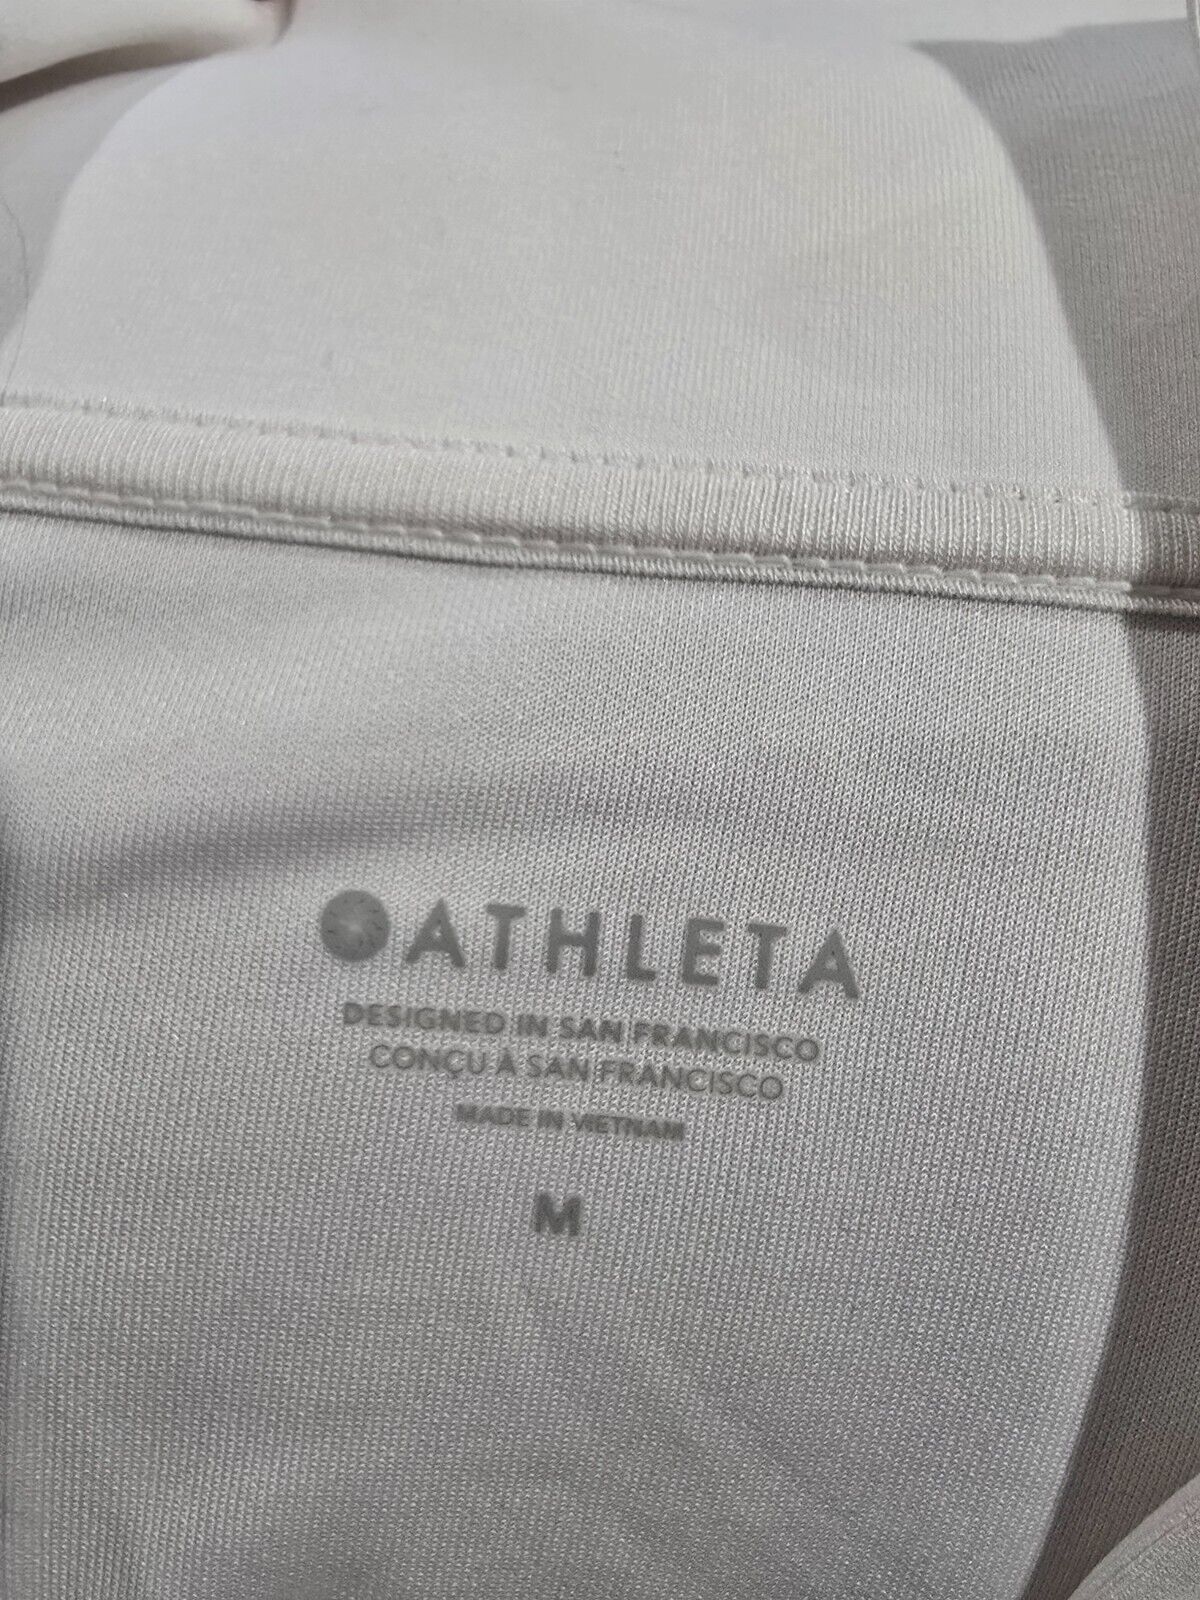 ATHLETA
DESIGNED IN SAN FRANCISCO
CONÇU À SAN FRANCISCO
MADE IN VIETNAM
M